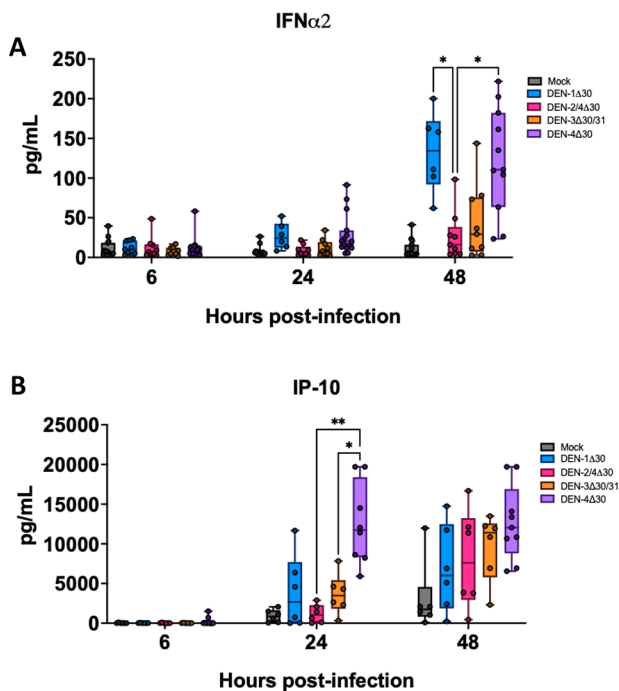 IFNα2
A
250
200
150
100
50
0
pg/mL
* *
Mock
DEN-1Δ30
DEN-2/4Δ30
DEN-3Δ30/31
DEN-4Δ30
6 24 48
Hours post-infection
B
IP-10
25000
20000
15000
10000
5000
0
pg/mL
**
*
Mock
DEN-1Δ30
DEN-2/4Δ30
DEN-3Δ30/31
DEN-4Δ30
6 24 48
Hours post-infection